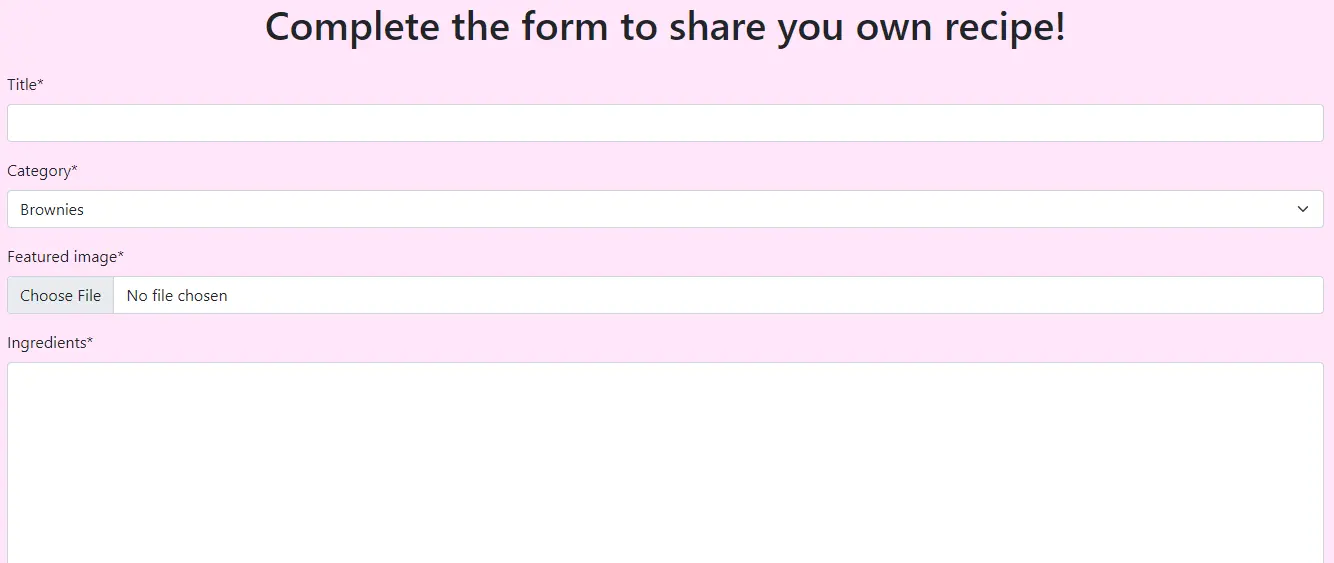 Complete the form to share you own recipe!
Title*
Category*
Brownies
Featured image*
Choose File No file chosen
Ingredients*